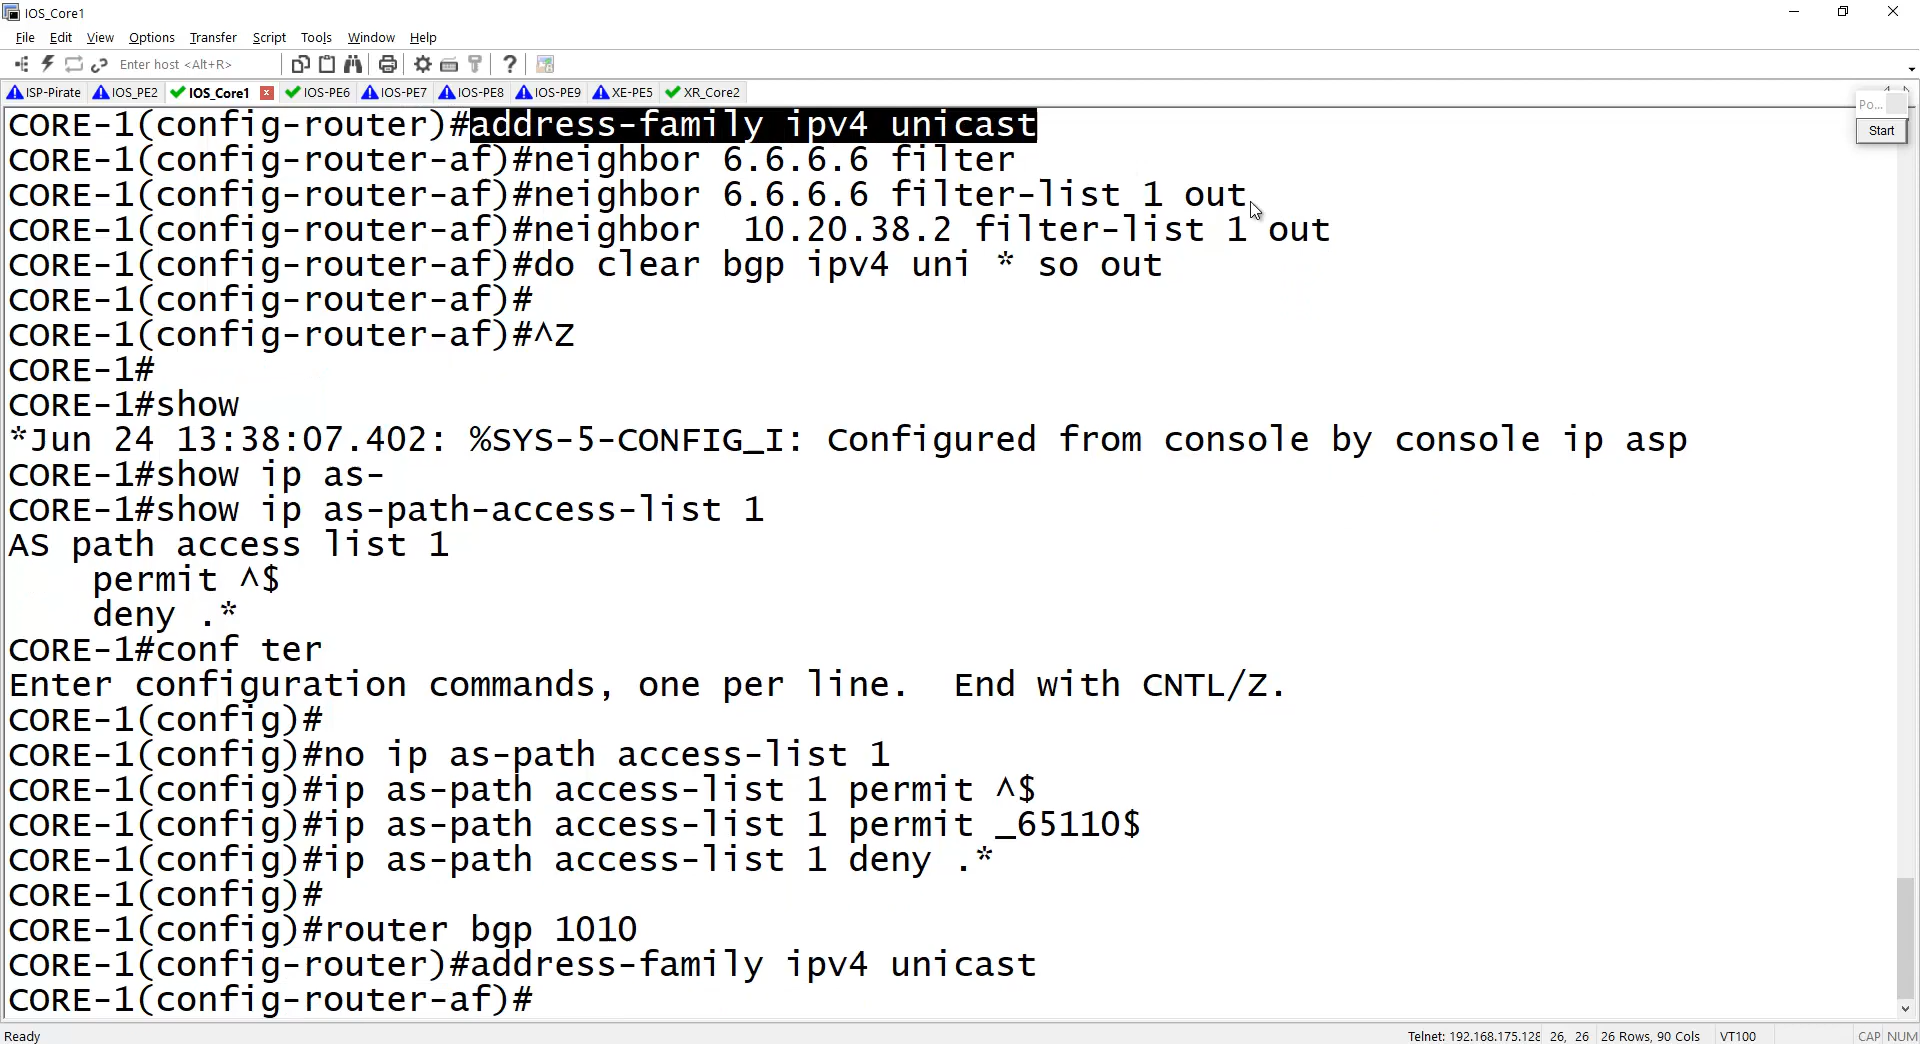 IOS_Core1
File Edit View Options Transfer Script Tools Window Help
Enter host <Alt+R>
ISP-Pirate IOS_PE2 IOS_Core1 IOS-PE6 IOS-PE7 IOS-PE8 IOS-PE9 XE-PE5 XR_Core2
Po...
Start
CORE-1(config-router)#address-family ipv4 unicast
CORE-1(config-router-af)#neighbor 6.6.6.6 filter
CORE-1(config-router-af)#neighbor 6.6.6.6 filter-list 1 out
CORE-1(config-router-af)#neighbor  10.20.38.2 filter-list 1 out
CORE-1(config-router-af)#do clear bgp ipv4 uni * so out
CORE-1(config-router-af)#
CORE-1(config-router-af)#^Z
CORE-1#
CORE-1#show
*Jun 24 13:38:07.402: %SYS-5-CONFIG_I: Configured from console by console ip asp
CORE-1#show ip as-
CORE-1#show ip as-path-access-list 1
AS path access list 1
    permit ^$
    deny .*
CORE-1#conf ter
Enter configuration commands, one per line.  End with CNTL/Z.
CORE-1(config)#
CORE-1(config)#no ip as-path access-list 1
CORE-1(config)#ip as-path access-list 1 permit ^$
CORE-1(config)#ip as-path access-list 1 permit _65110$
CORE-1(config)#ip as-path access-list 1 deny .*
CORE-1(config)#
CORE-1(config)#router bgp 1010
CORE-1(config-router)#address-family ipv4 unicast
CORE-1(config-router-af)#
Ready Telnet: 192.168.175.128 26, 26 26 Rows, 90 Cols VT100 CAP NUM